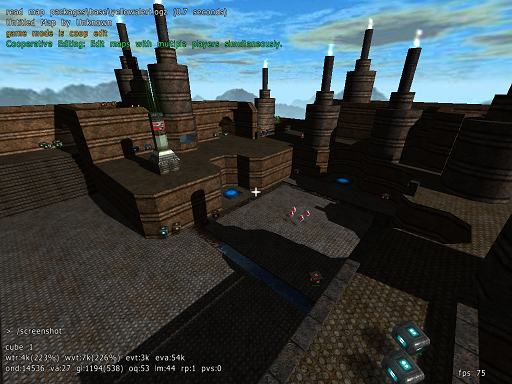 read map packages\base\yellowalert.ogz (0.7 seconds)
Untitled Map by Unknown
game mode is coop edit
Cooperative Editing: Edit maps with multiple players simultaneously.
> /screenshot
cube 1
wtr:4k(223%) wvt:7k(226%) evt:3k eva:54k
ond:14536 va:27 gl:1194(538) oq:53 lm:44 rp:1 pvs:0
fps 75